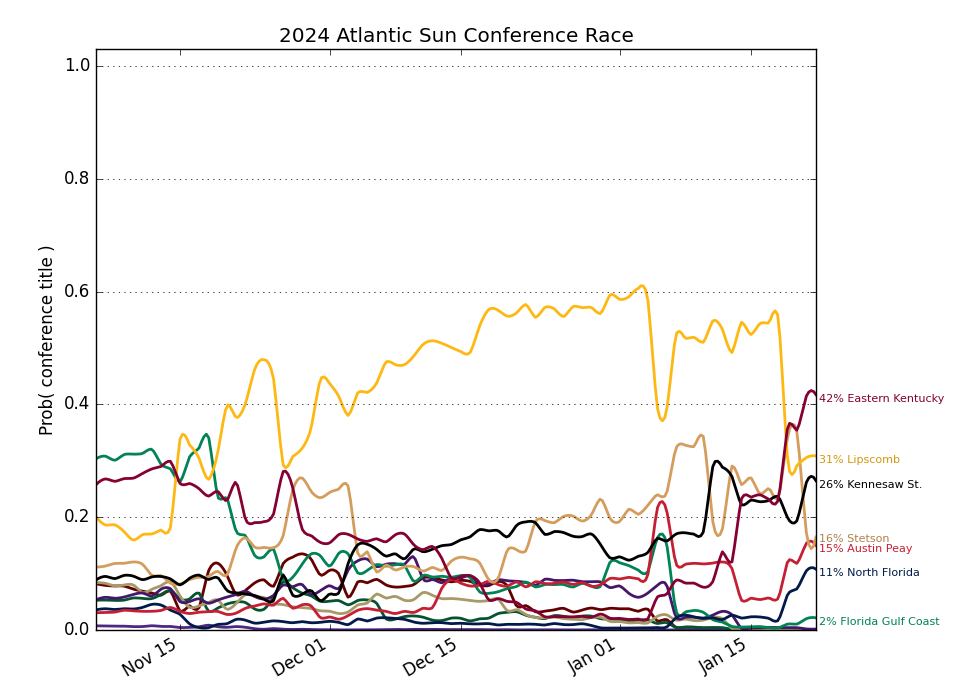 2024 Atlantic Sun Conference Race
Prob( conference title )
1.0
0.8
0.6
0.4
0.2
0.0
Nov 15
Dec 01
Dec 15
Jan 01
Jan 15
42% Eastern Kentucky
31% Lipscomb
26% Kennesaw St.
16% Stetson
15% Austin Peay
11% North Florida
2% Florida Gulf Coast